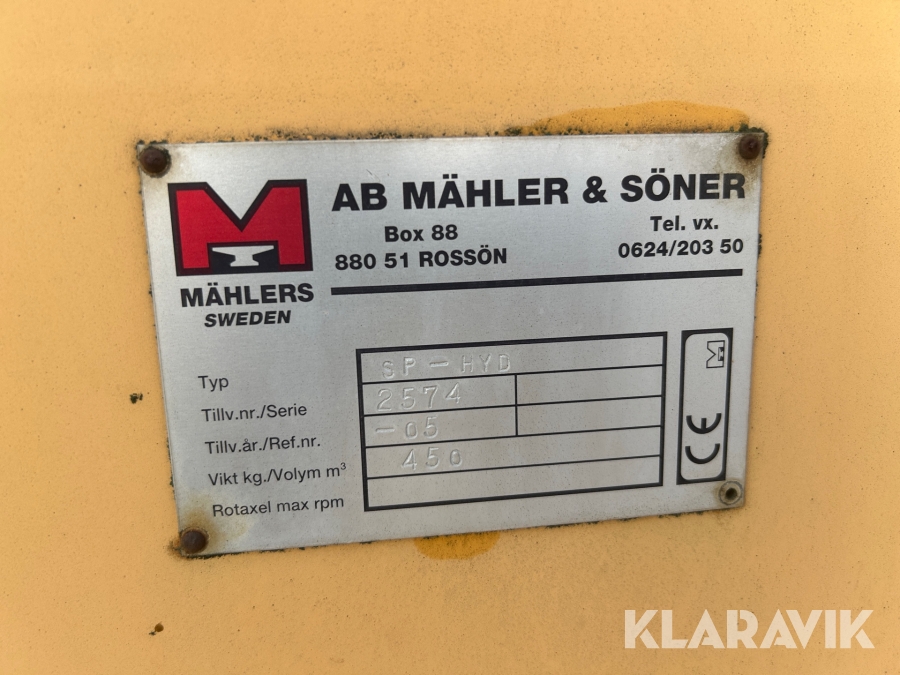 AB MÄHLER & SÖNER
Box 88
880 51 ROSSÖN
Tel. vx.
0624/203 50
MÄHLERS
SWEDEN
Typ SP-HYD
Tillv.nr./Serie 2574
Tillv.år./Ref.nr. -05
Vikt kg./Volym m³ 450
Rotaxel max rpm
CE
KLARAVIK